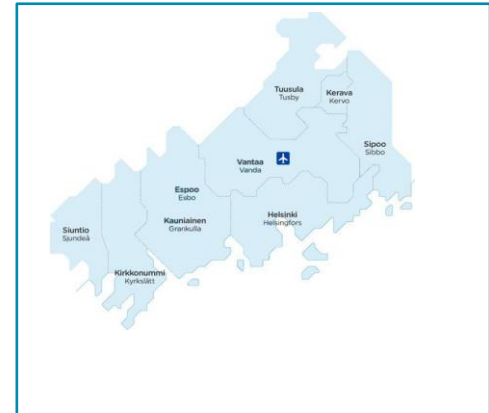 Tuusula
Tusby
Kerava
Kervo
Sipoo
Sibbo
Vantaa
Vanda
Espoo
Esbo
Kauniainen
Grankulla
Helsinki
Helsingfors
Siuntio
Sjundeå
Kirkkonummi
Kyrkslätt